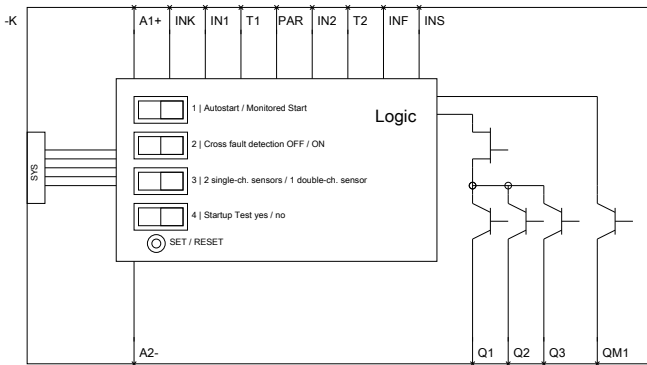 -K A1+ INK IN1 T1 PAR IN2 T2 INF INS
1 | Autostart / Monitored Start
Logic
2 | Cross fault detection OFF / ON
SYS
3 | 2 single-ch. sensors / 1 double-ch. sensor
4 | Startup Test yes / no
SET / RESET
A2- Q1 Q2 Q3 QM1